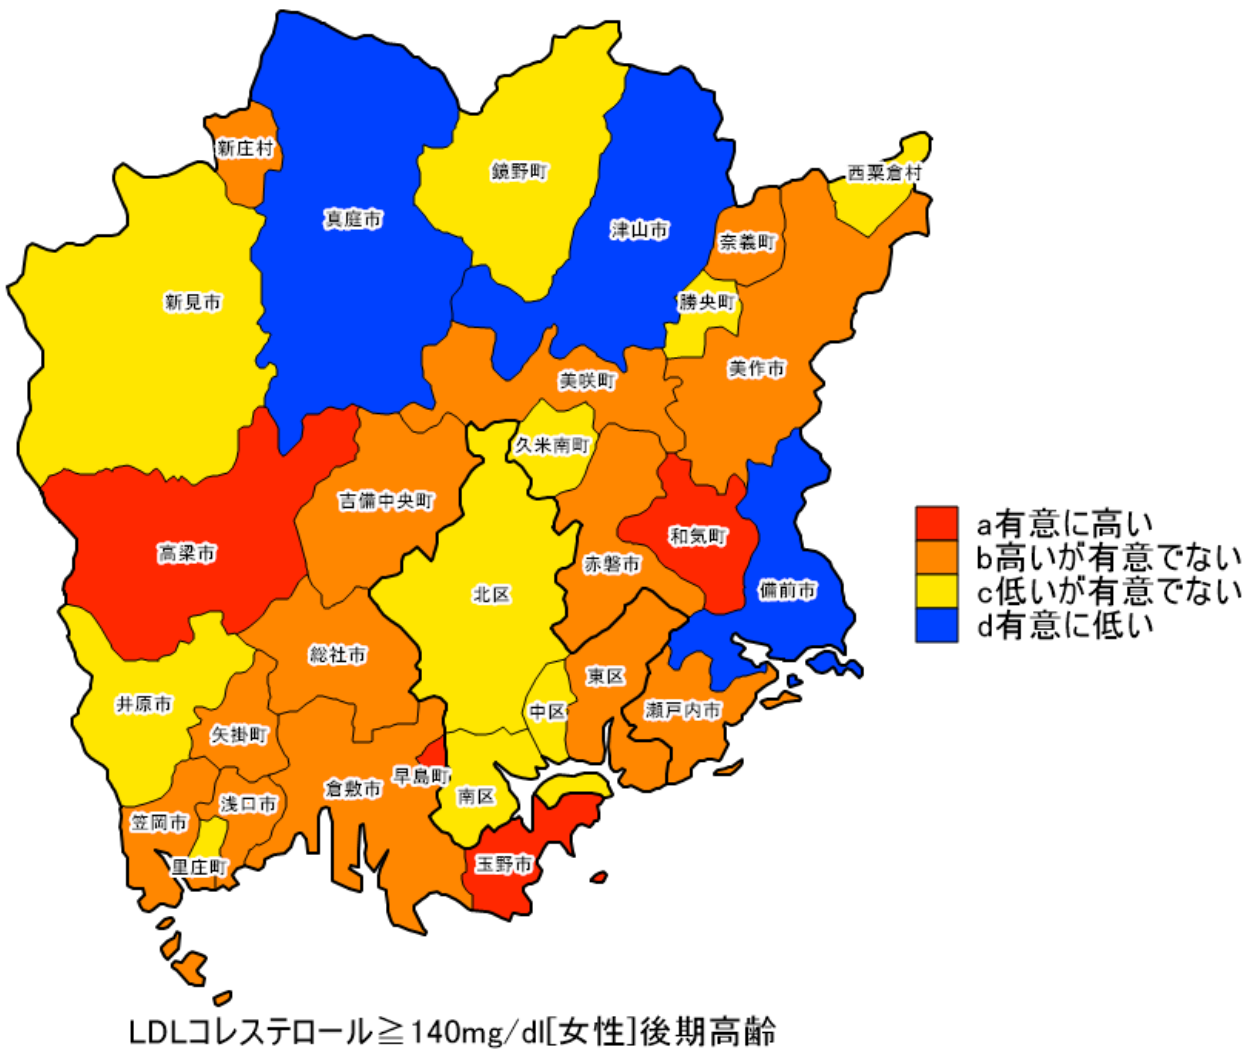 新庄村
鏡野町
西粟倉村
真庭市
津山市
奈義町
新見市
勝央町
美作市
美咲町
久米南町
吉備中央町
和気町
高梁市
赤磐市
備前市
北区
総社市
東区
井原市
中区
瀬戸内市
矢掛町
早島町
倉敷市
南区
浅口市
笠岡市
里庄町
玉野市
a有意に高い
b高いが有意でない
c低いが有意でない
d有意に低い
LDLコレステロール≧140mg/dl[女性]後期高齢